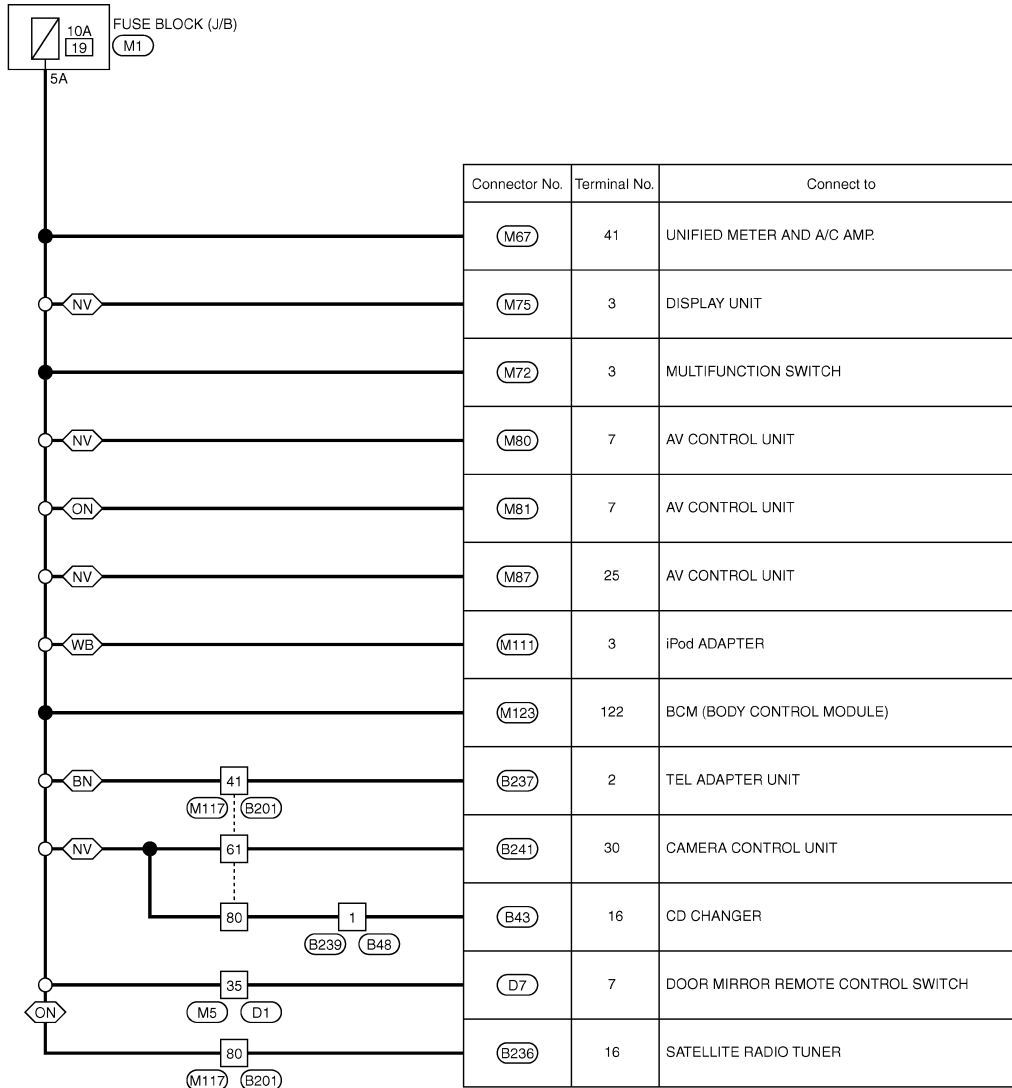 10A FUSE BLOCK (J/B)
19 M1
5A
Connector No. Terminal No. Connect to
M67 41 UNIFIED METER AND A/C AMP.
NV M75 3 DISPLAY UNIT
M72 3 MULTIFUNCTION SWITCH
NV M80 7 AV CONTROL UNIT
ON M81 7 AV CONTROL UNIT
NV M87 25 AV CONTROL UNIT
WB M111 3 iPod ADAPTER
M123 122 BCM (BODY CONTROL MODULE)
BN 41 B237 2 TEL ADAPTER UNIT
M117 B201
NV 61 B241 30 CAMERA CONTROL UNIT
80 1 B43 16 CD CHANGER
B239 B48
35 D7 7 DOOR MIRROR REMOTE CONTROL SWITCH
ON M5 D1
80 B236 16 SATELLITE RADIO TUNER
M117 B201